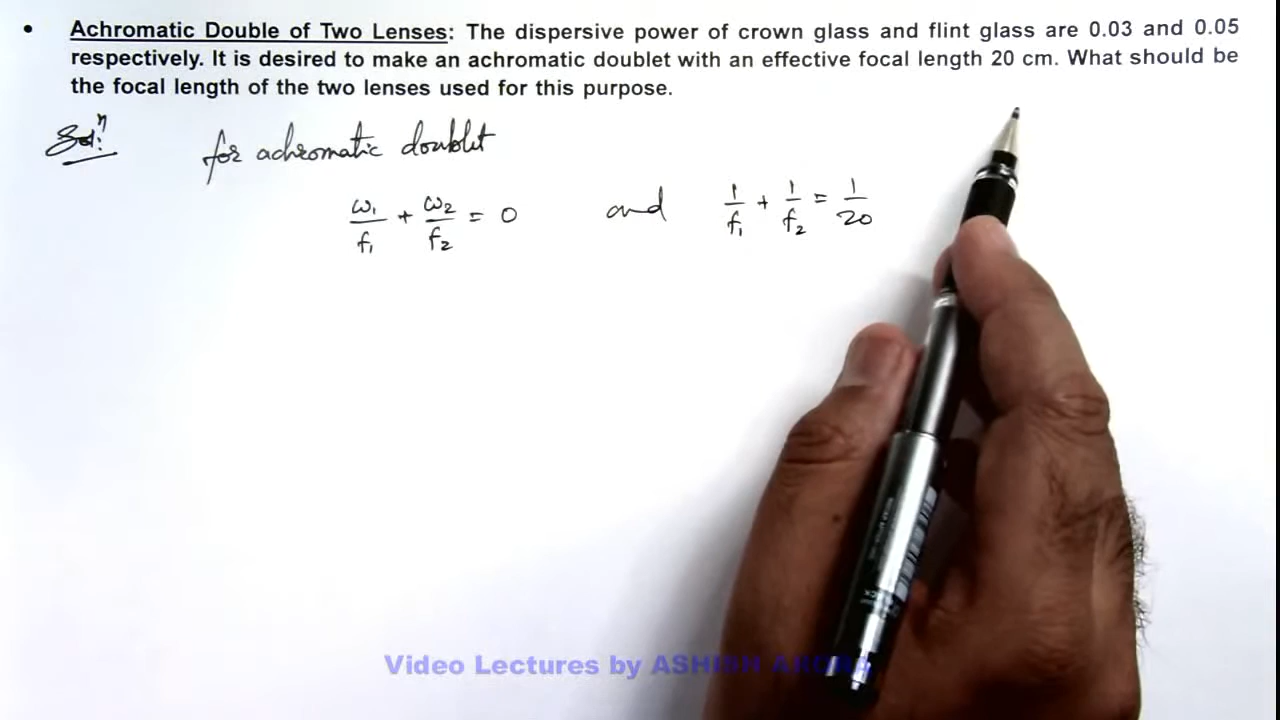 • Achromatic Double of Two Lenses: The dispersive power of crown glass and flint glass are 0.03 and 0.05
respectively. It is desired to make an achromatic doublet with an effective focal length 20 cm. What should be
the focal length of the two lenses used for this purpose.
Solⁿ: for achromatic doublet
ω₁/f₁ + ω₂/f₂ = 0 and 1/f₁ + 1/f₂ = 1/20
Video Lectures by ASHISH ARORA